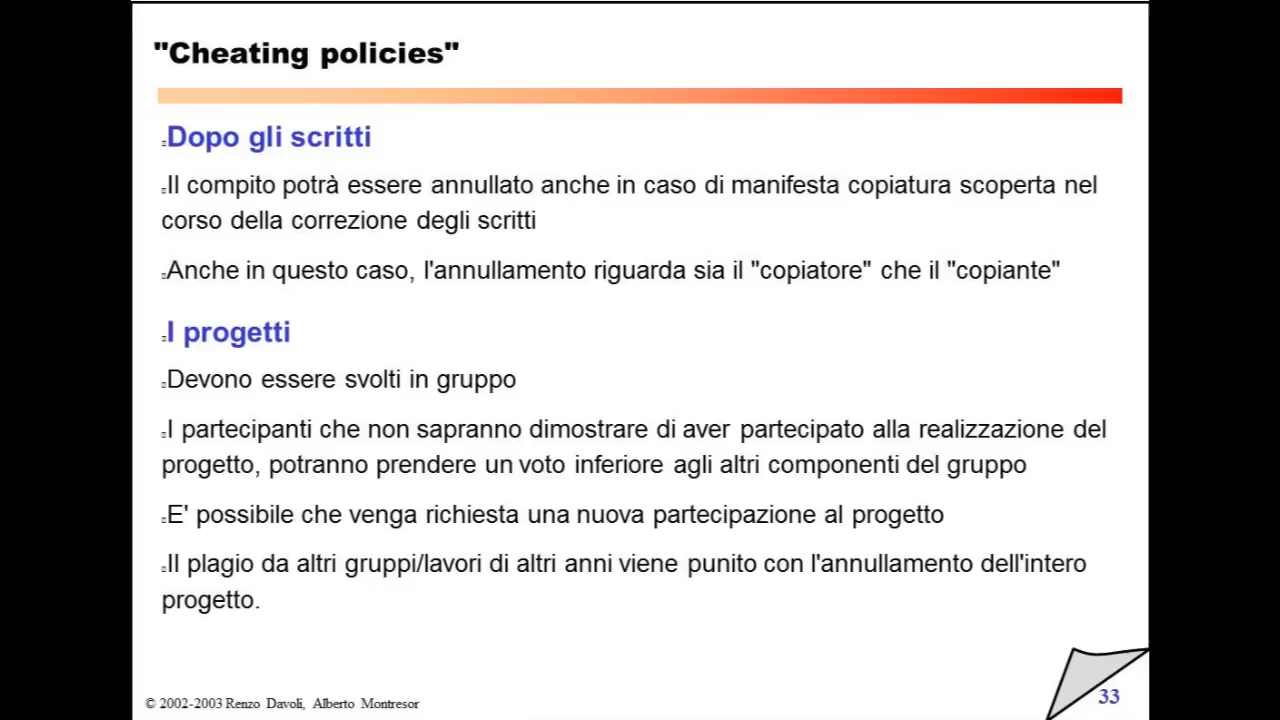 "Cheating policies"
Dopo gli scritti
Il compito potrà essere annullato anche in caso di manifesta copiatura scoperta nel
corso della correzione degli scritti
Anche in questo caso, l'annullamento riguarda sia il "copiatore" che il "copiante"
I progetti
Devono essere svolti in gruppo
I partecipanti che non sapranno dimostrare di aver partecipato alla realizzazione del
progetto, potranno prendere un voto inferiore agli altri componenti del gruppo
E' possibile che venga richiesta una nuova partecipazione al progetto
Il plagio da altri gruppi/lavori di altri anni viene punito con l'annullamento dell'intero
progetto.
© 2002-2003 Renzo Davoli, Alberto Montresor
33